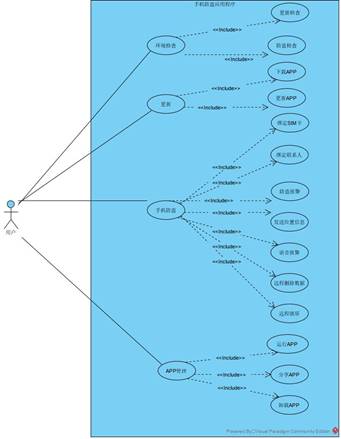 手机防盗应用程序
更新检查
<<Include>>
环境检查
防盗检查
<<Include>>
下载APP
<<Include>>
更新
更新APP
<<Include>>
绑定SIM卡
绑定联系人
<<Include>>
<<Include>>
防盗报警
<<Include>>
手机防盗
<<Include>>
发送位置信息
用户
<<Include>>
语音报警
<<Include>>
<<Include>>
远程删除数据
远程锁屏
运行APP
<<Include>>
APP管理
<<Include>>
分享APP
<<Include>>
卸载APP
Powered By Visual Paradigm Community Edition